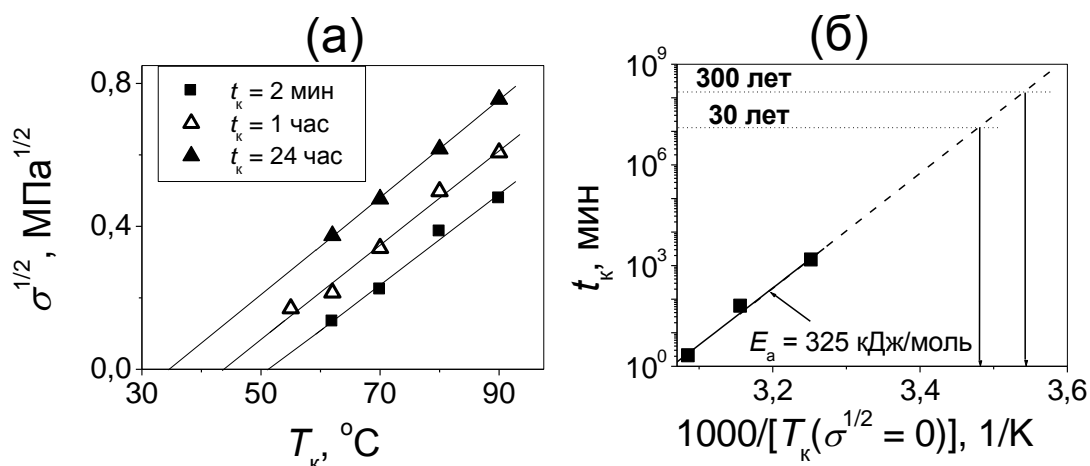 (а)
σ^1/2, МПа^1/2
0,8
0,4
0,0
t_к = 2 мин
t_к = 1 час
t_к = 24 час
30 50 70 90
T_к, °C
(б)
t_к, мин
10^9
10^6
10^3
10^0
300 лет
30 лет
E_a = 325 кДж/моль
3,2 3,4 3,6
1000/[T_к(σ^1/2 = 0)], 1/K